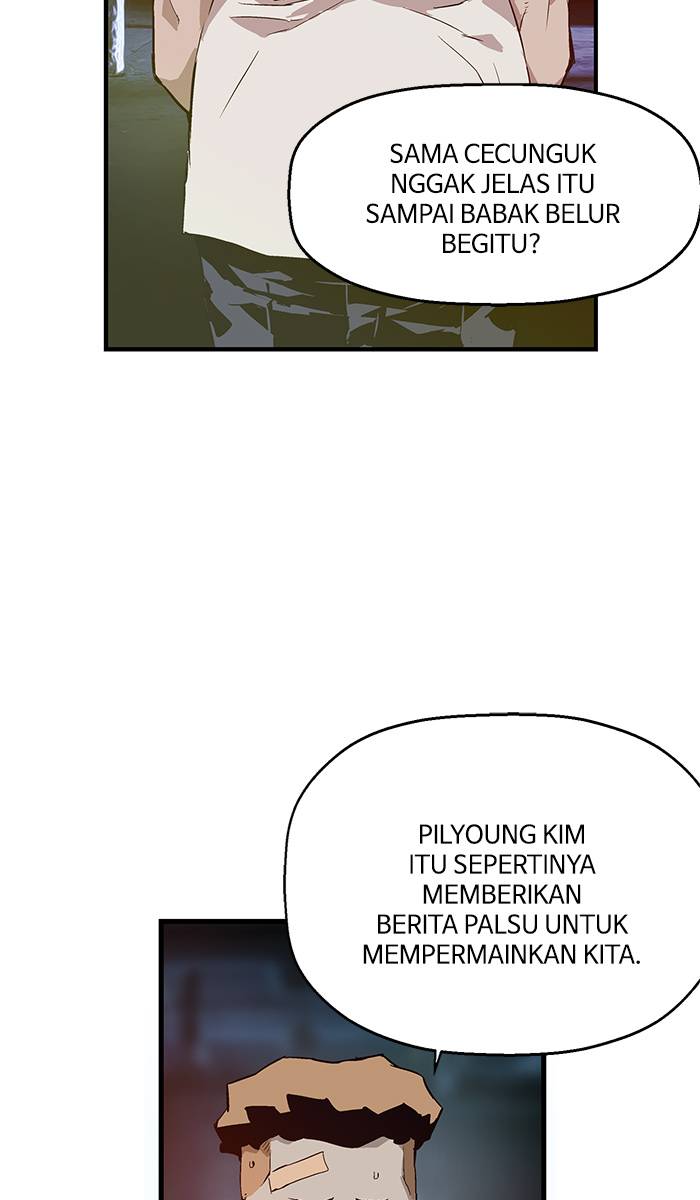 SAMA CECUNGUK
NGGAK JELAS ITU
SAMPAI BABAK BELUR
BEGITU?
PILYOUNG KIM
ITU SEPERTINYA
MEMBERIKAN
BERITA PALSU UNTUK
MEMPERMAINKAN KITA.